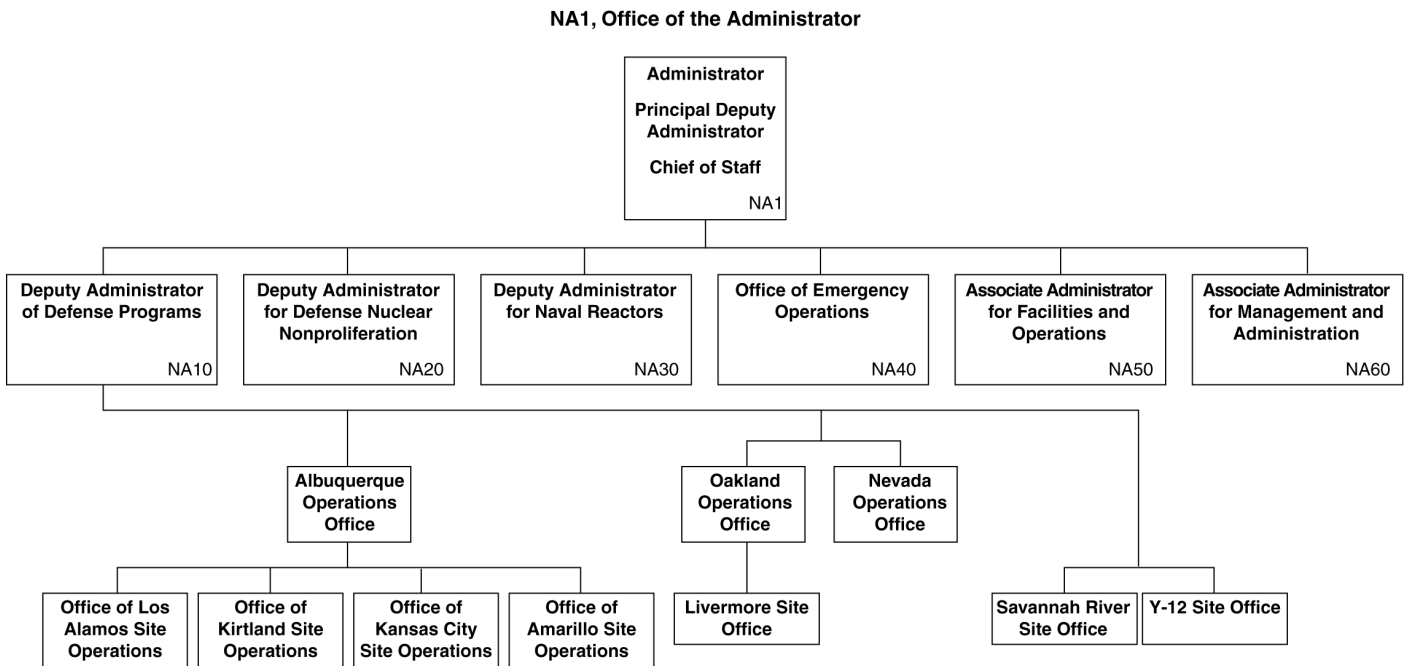 NA1, Office of the Administrator
Administrator
Principal Deputy
Administrator
Chief of Staff
NA1
Deputy Administrator
of Defense Programs
NA10
Deputy Administrator
for Defense Nuclear
Nonproliferation
NA20
Deputy Administrator
for Naval Reactors
NA30
Office of Emergency
Operations
NA40
Associate Administrator
for Facilities and
Operations
NA50
Associate Administrator
for Management and
Administration
NA60
Albuquerque
Operations
Office
Oakland
Operations
Office
Nevada
Operations
Office
Office of Los
Alamos Site
Operations
Office of
Kirtland Site
Operations
Office of
Kansas City
Site Operations
Office of
Amarillo Site
Operations
Livermore Site
Office
Savannah River
Site Office
Y-12 Site Office